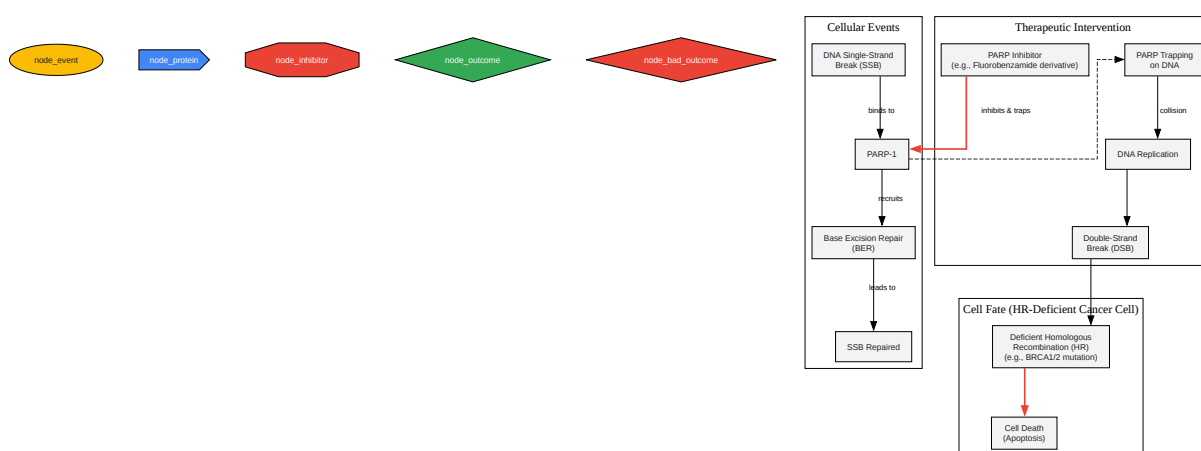 node_event
node_protein
node_inhibitor
node_outcome
node_bad_outcome
Cellular Events
DNA Single-Strand
Break (SSB)
binds to
PARP-1
recruits
Base Excision Repair
(BER)
leads to
SSB Repaired
Therapeutic Intervention
PARP Inhibitor
(e.g., Fluorobenzamide derivative)
inhibits & traps
PARP Trapping
on DNA
collision
DNA Replication
Double-Strand
Break (DSB)
Cell Fate (HR-Deficient Cancer Cell)
Deficient Homologous
Recombination (HR)
(e.g., BRCA1/2 mutation)
Cell Death
(Apoptosis)